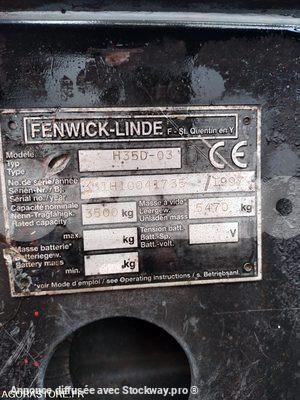 FENWICK-LINDE F - St. Quentin en Y
Modèle
Typ H35D-03
Type
No. de série/année
Serien-Nr./Bj.
Serial no./year
Capacité nominale Masse à vide
Nenn-Tragfähigk. 3500 kg Leergew. 5470 kg
Rated capacity Unladen mass
max. kg Tension batt.
Masse batterie Batt.-Sp. V
Batteriegew. Batt.-volt.
Battery mass
min. kg
voir Mode d'emploi / see Operating Instructions / s. Betriebsanl.
CE
AGORASTORE.FR
Annonce diffusée avec Stockway.pro ®